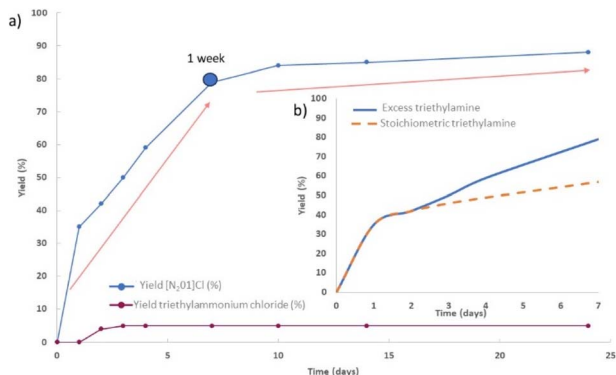 a)
100
90
80
70
60
50
40
30
20
10
0
Yield (%)
1 week
Yield [N₂01]Cl (%)
Yield triethylammonium chloride (%)
0 5 10 15 20 25
Time (days)
b)
Excess triethylamine
Stoichiometric triethylamine
100
90
80
70
60
50
40
30
20
10
0
Yield (%)
0 1 2 3 4 5 6 7
Time (days)